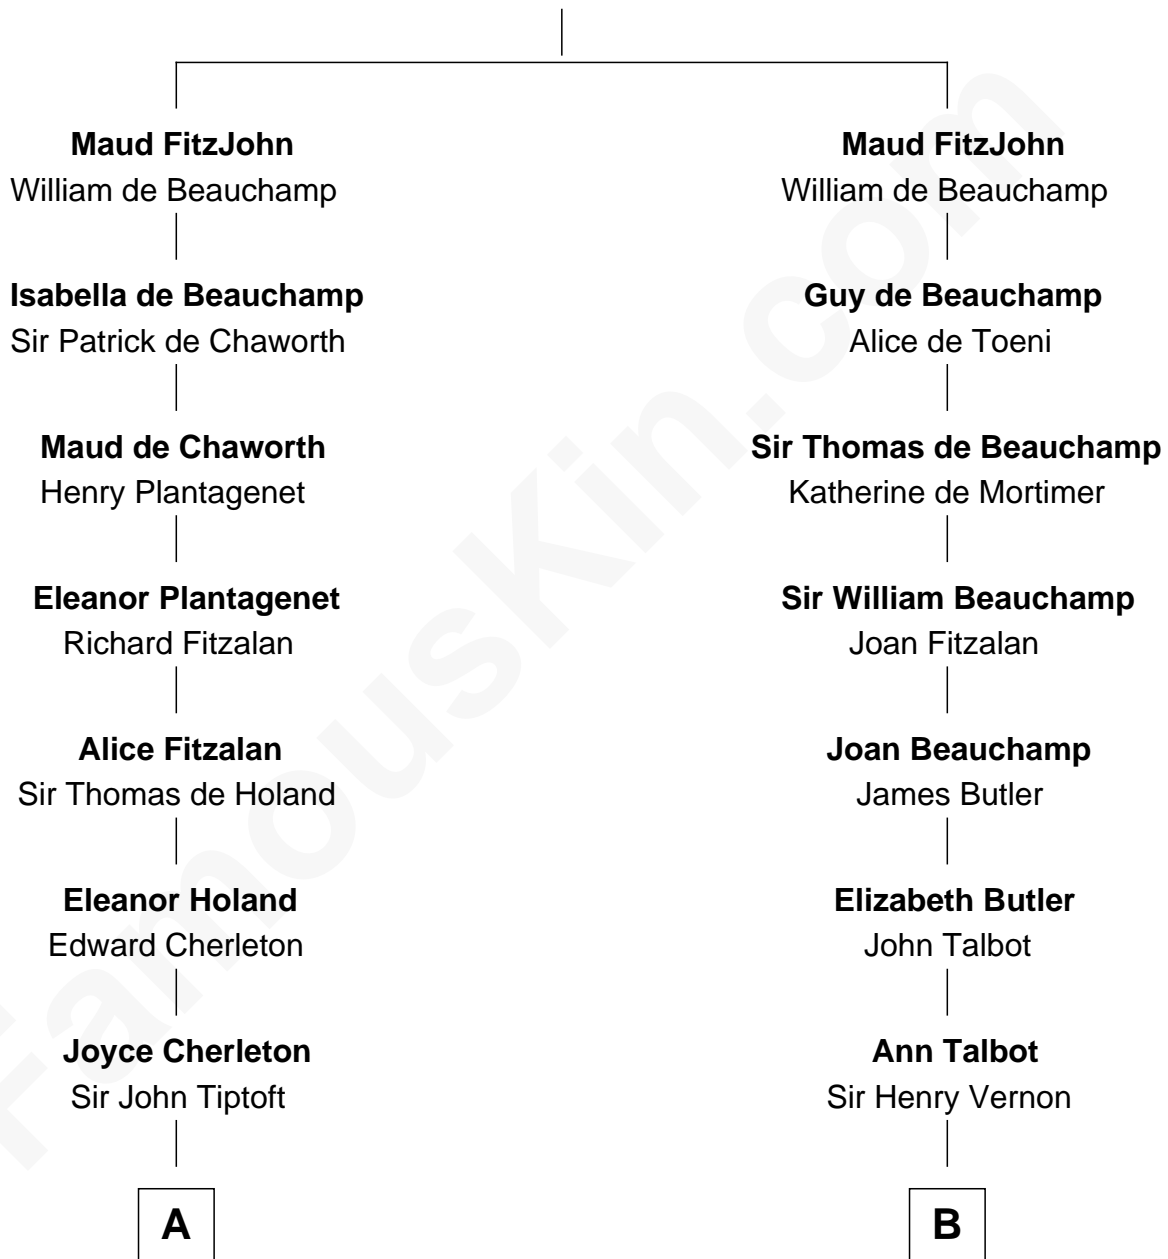 Maud FitzJohn
William de Beauchamp
Isabella de Beauchamp
Sir Patrick de Chaworth
Maud de Chaworth
Henry Plantagenet
Eleanor Plantagenet
Richard Fitzalan
Alice Fitzalan
Sir Thomas de Holand
Eleanor Holand
Edward Cherleton
Joyce Cherleton
Sir John Tiptoft
A
Maud FitzJohn
William de Beauchamp
Guy de Beauchamp
Alice de Toeni
Sir Thomas de Beauchamp
Katherine de Mortimer
Sir William Beauchamp
Joan Fitzalan
Joan Beauchamp
James Butler
Elizabeth Butler
John Talbot
Ann Talbot
Sir Henry Vernon
B
FamousKin.com